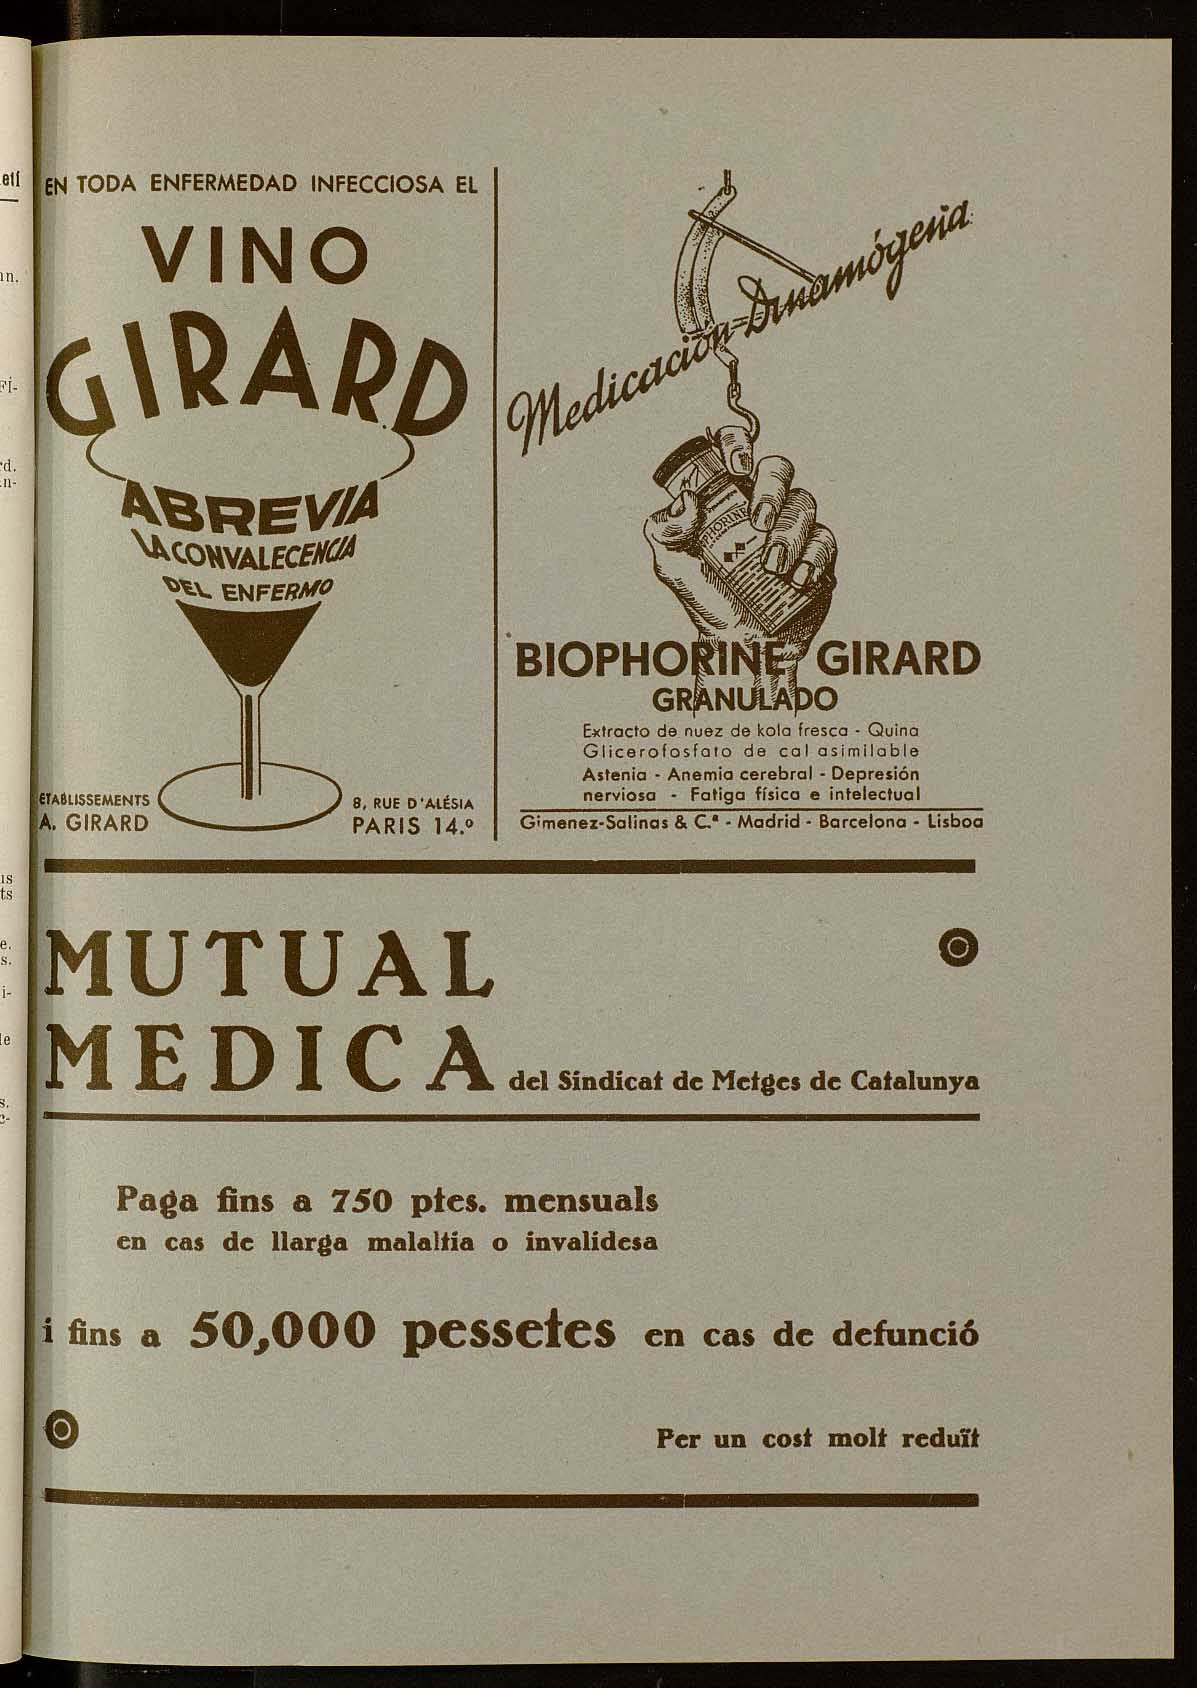 EN TODA ENFERMEDAD INFECCIOSA EL
VINO
GIRARD
ABREVIA
LA CONVALECENCIA
DEL ENFERMO
ETABLISSEMENTS
A. GIRARD
8, RUE D'ALÉSIA
PARIS 14.º
Medicación Dinamógena
BIOPHORINE GIRARD
GRANULADO
Extracto de nuez de kola fresca - Quina
Glicerofosfato de cal asimilable
Astenia - Anemia cerebral - Depresión
nerviosa - Fatiga física e intelectual
Gimenez-Salinas & C.ª - Madrid - Barcelona - Lisboa
MUTUAL
MEDICA del Sindicat de Metges de Catalunya
Paga fins a 750 ptes. mensuals
en cas de llarga malaltia o invalidesa
i fins a 50,000 pessetes en cas de defunció
Per un cost molt reduït